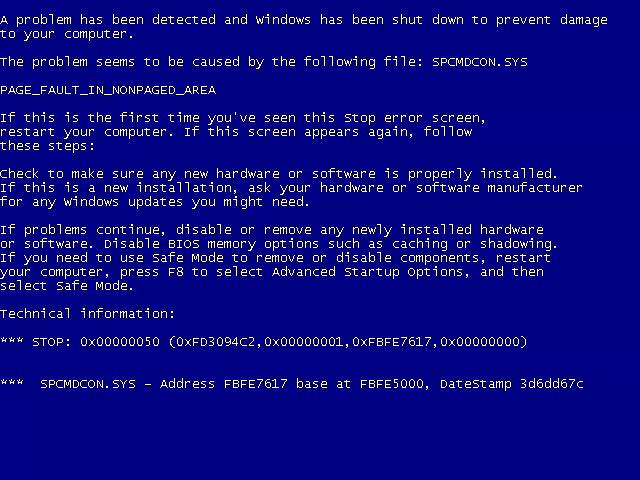 A problem has been detected and Windows has been shut down to prevent damage
to your computer.
The problem seems to be caused by the following file: SPCMDCON.SYS
PAGE_FAULT_IN_NONPAGED_AREA
If this is the first time you've seen this Stop error screen,
restart your computer. If this screen appears again, follow
these steps:
Check to make sure any new hardware or software is properly installed.
If this is a new installation, ask your hardware or software manufacturer
for any Windows updates you might need.
If problems continue, disable or remove any newly installed hardware
or software. Disable BIOS memory options such as caching or shadowing.
If you need to use Safe Mode to remove or disable components, restart
your computer, press F8 to select Advanced Startup Options, and then
select Safe Mode.
Technical information:
*** STOP: 0x00000050 (0xFD3094C2,0x00000001,0xFBFE7617,0x00000000)
*** SPCMDCON.SYS - Address FBFE7617 base at FBFE5000, DateStamp 3d6dd67c